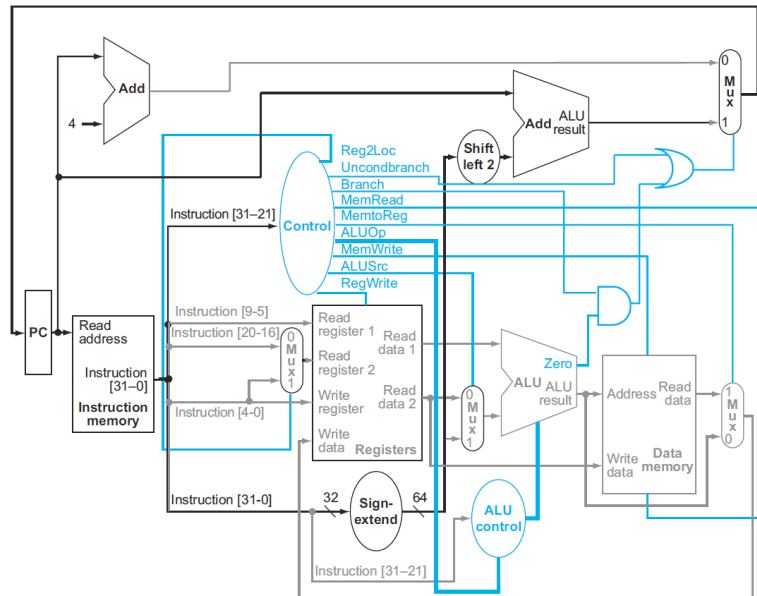 Add
4
Add
ALU
result
0
M
u
x
1
Shift
left 2
Reg2Loc
Uncondbranch
Branch
MemRead
MemtoReg
ALUOp
MemWrite
ALUSrc
RegWrite
Instruction [31–21]
Control
PC
Read
address
Instruction
[31–0]
Instruction
memory
Instruction [9-5]
Instruction [20-16]
Instruction [4-0]
0
M
u
x
1
Read
register 1
Read
register 2
Write
register
Write
data
Read
data 1
Read
data 2
Registers
0
M
u
x
1
Zero
ALU
ALU
result
Address
Read
data
Write
data
Data
memory
1
M
u
x
0
Instruction [31-0]
32
Sign-
extend
64
ALU
control
Instruction [31–21]